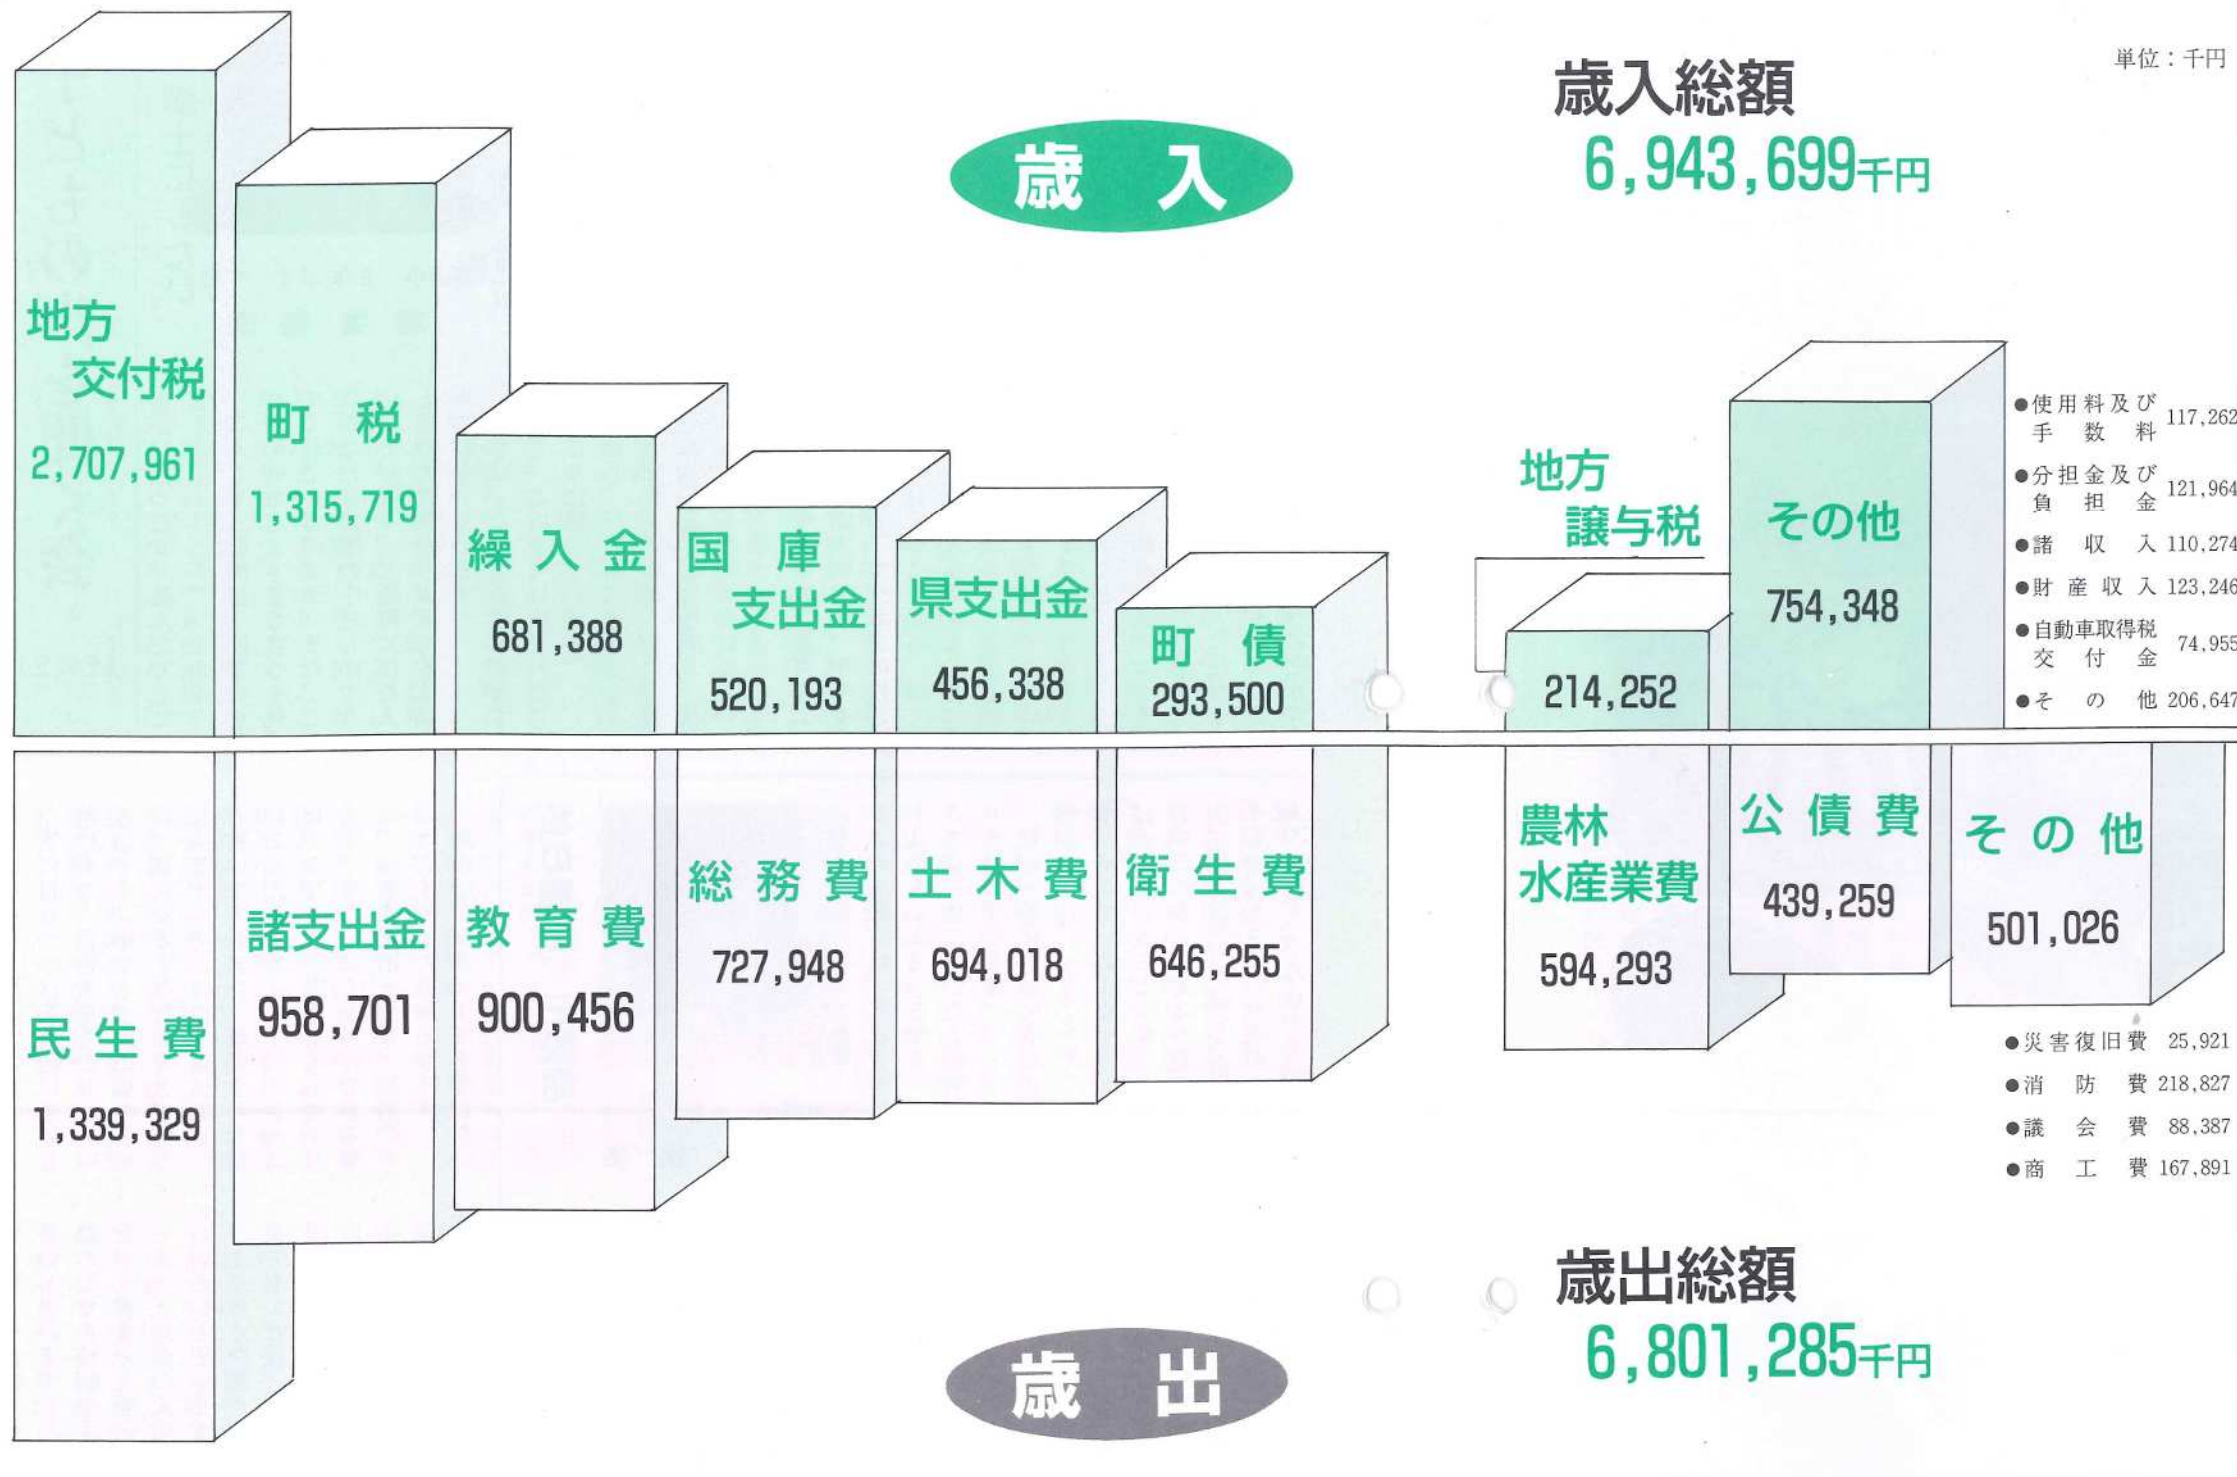 単位：千円
歳入
歳入総額
6,943,699千円
地方
交付税
2,707,961
町税
1,315,719
繰入金
681,388
国庫
支出金
520,193
県支出金
456,338
町債
293,500
地方
譲与税
214,252
その他
754,348
●使用料及び
手数料 117,262
●分担金及び
負担金 121,964
●諸収入 110,274
●財産収入 123,246
●自動車取得税
交付金 74,955
●その他 206,647
民生費
1,339,329
諸支出金
958,701
教育費
900,456
総務費
727,948
土木費
694,018
衛生費
646,255
農林
水産業費
594,293
公債費
439,259
その他
501,026
●災害復旧費 25,921
●消防費 218,827
●議会費 88,387
●商工費 167,891
歳出
歳出総額
6,801,285千円